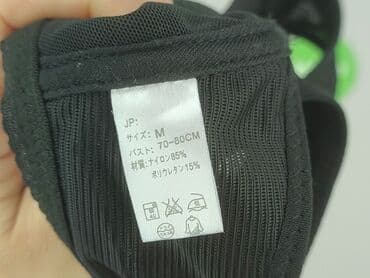 JP:
サイズ: M
バスト: 70-80CM
材質: ナイロン85%
ポリウレタン15%